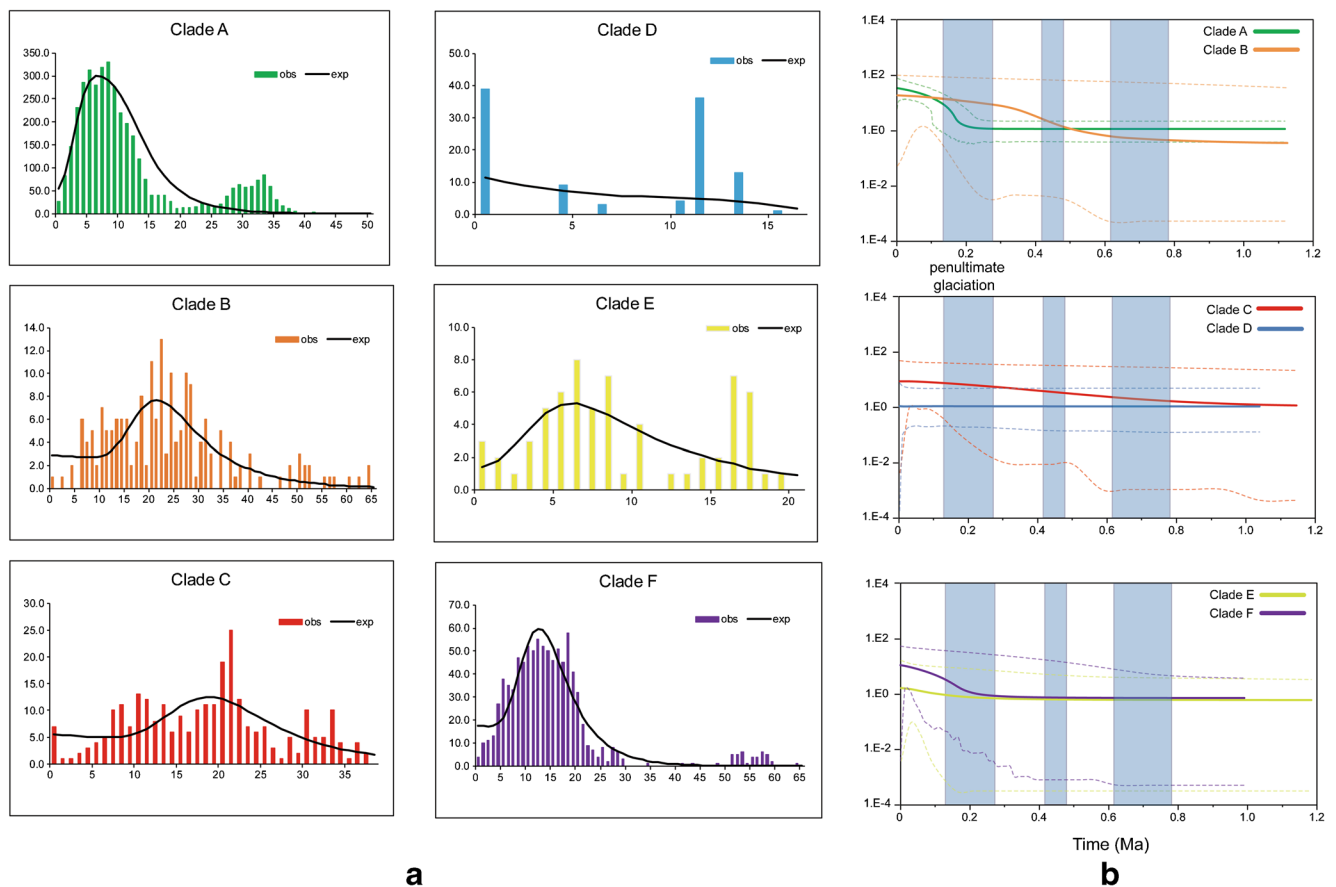 Clade A
350.0
300.0
250.0
200.0
150.0
100.0
50.0
0.0
obs exp
0 5 10 15 20 25 30 35 40 45 50
Clade D
50.0
40.0
30.0
20.0
10.0
0.0
obs exp
0 5 10 15
1.E4
1.E2
1.E0
1.E-2
1.E-4
Clade A
Clade B
0 0.2 0.4 0.6 0.8 1.0 1.2
penultimate
glaciation
Clade B
14.0
12.0
10.0
8.0
6.0
4.0
2.0
0.0
obs exp
0 5 10 15 20 25 30 35 40 45 50 55 60 65
Clade E
10.0
8.0
6.0
4.0
2.0
0.0
obs exp
5 10 15 20
1.E4
1.E2
1.E0
1.E-2
1.E-4
Clade C
Clade D
0 0.2 0.4 0.6 0.8 1.0 1.2
Clade C
30.0
25.0
20.0
15.0
10.0
5.0
0.0
obs exp
0 5 10 15 20 25 30 35
Clade F
70.0
60.0
50.0
40.0
30.0
20.0
10.0
0.0
obs exp
0 5 10 15 20 25 30 35 40 45 50 55 60 65
1.E4
1.E2
1.E0
1.E-2
1.E-4
Clade E
Clade F
0 0.2 0.4 0.6 0.8 1.0 1.2
Time (Ma)
a
b